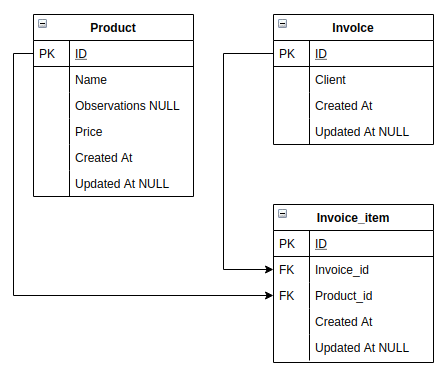 Product
PK ID
Name
Observations NULL
Price
Created At
Updated At NULL
Invoice
PK ID
Client
Created At
Updated At NULL
Invoice_item
PK ID
FK Invoice_id
FK Product_id
Created At
Updated At NULL